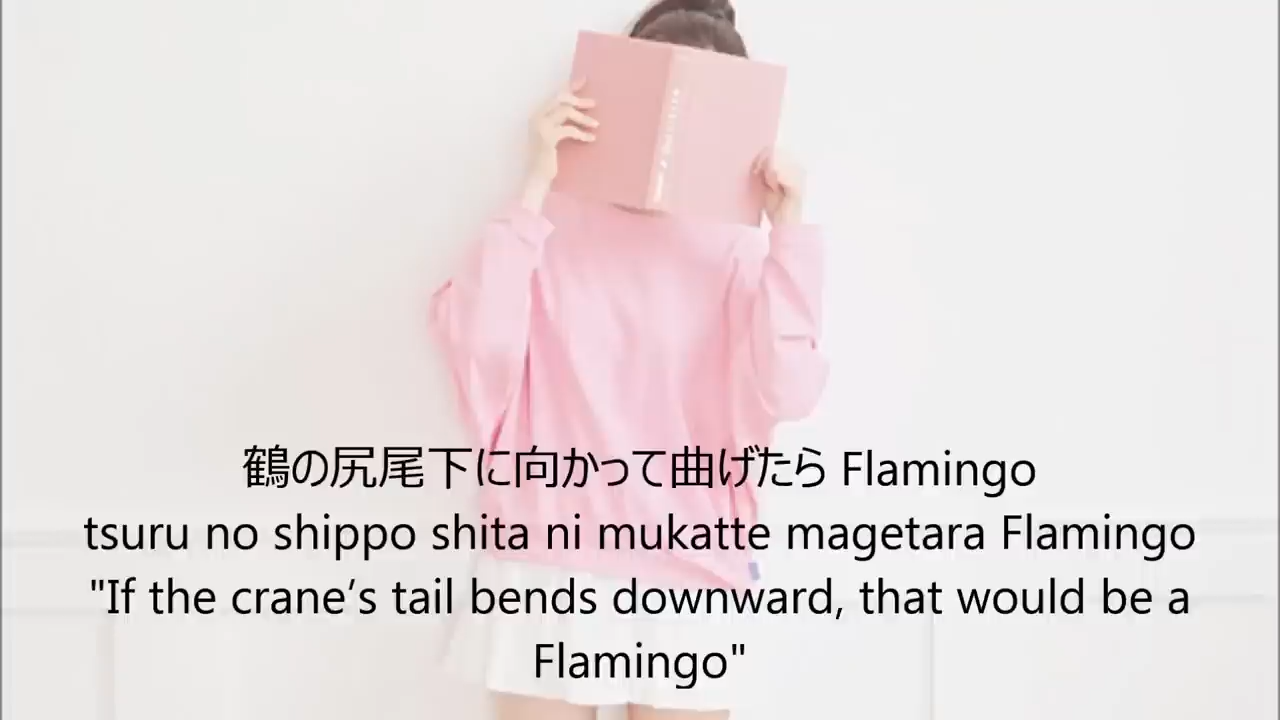 鶴の尻尾下に向かって曲げたら Flamingo
tsuru no shippo shita ni mukatte magetara Flamingo
"If the crane’s tail bends downward, that would be a
Flamingo"